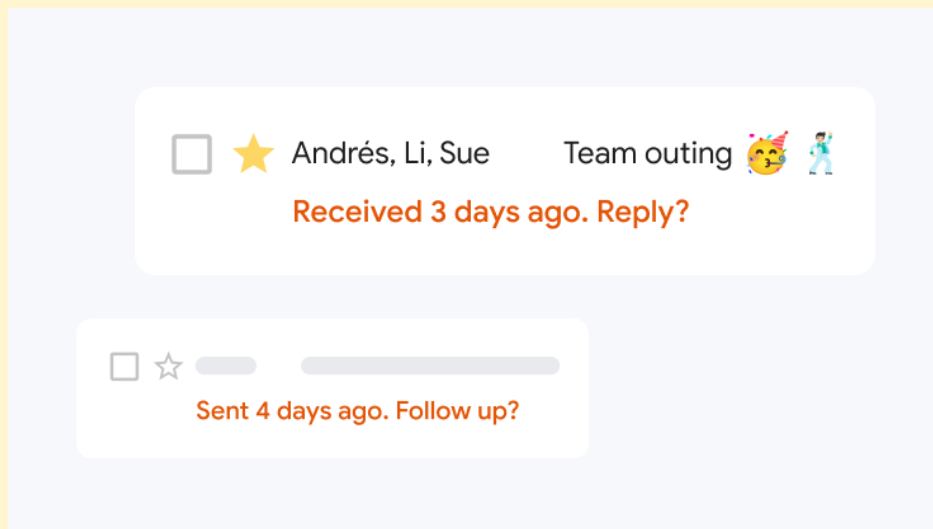 Andrés, Li, Sue Team outing 🥳 🕺
Received 3 days ago. Reply?
Sent 4 days ago. Follow up?